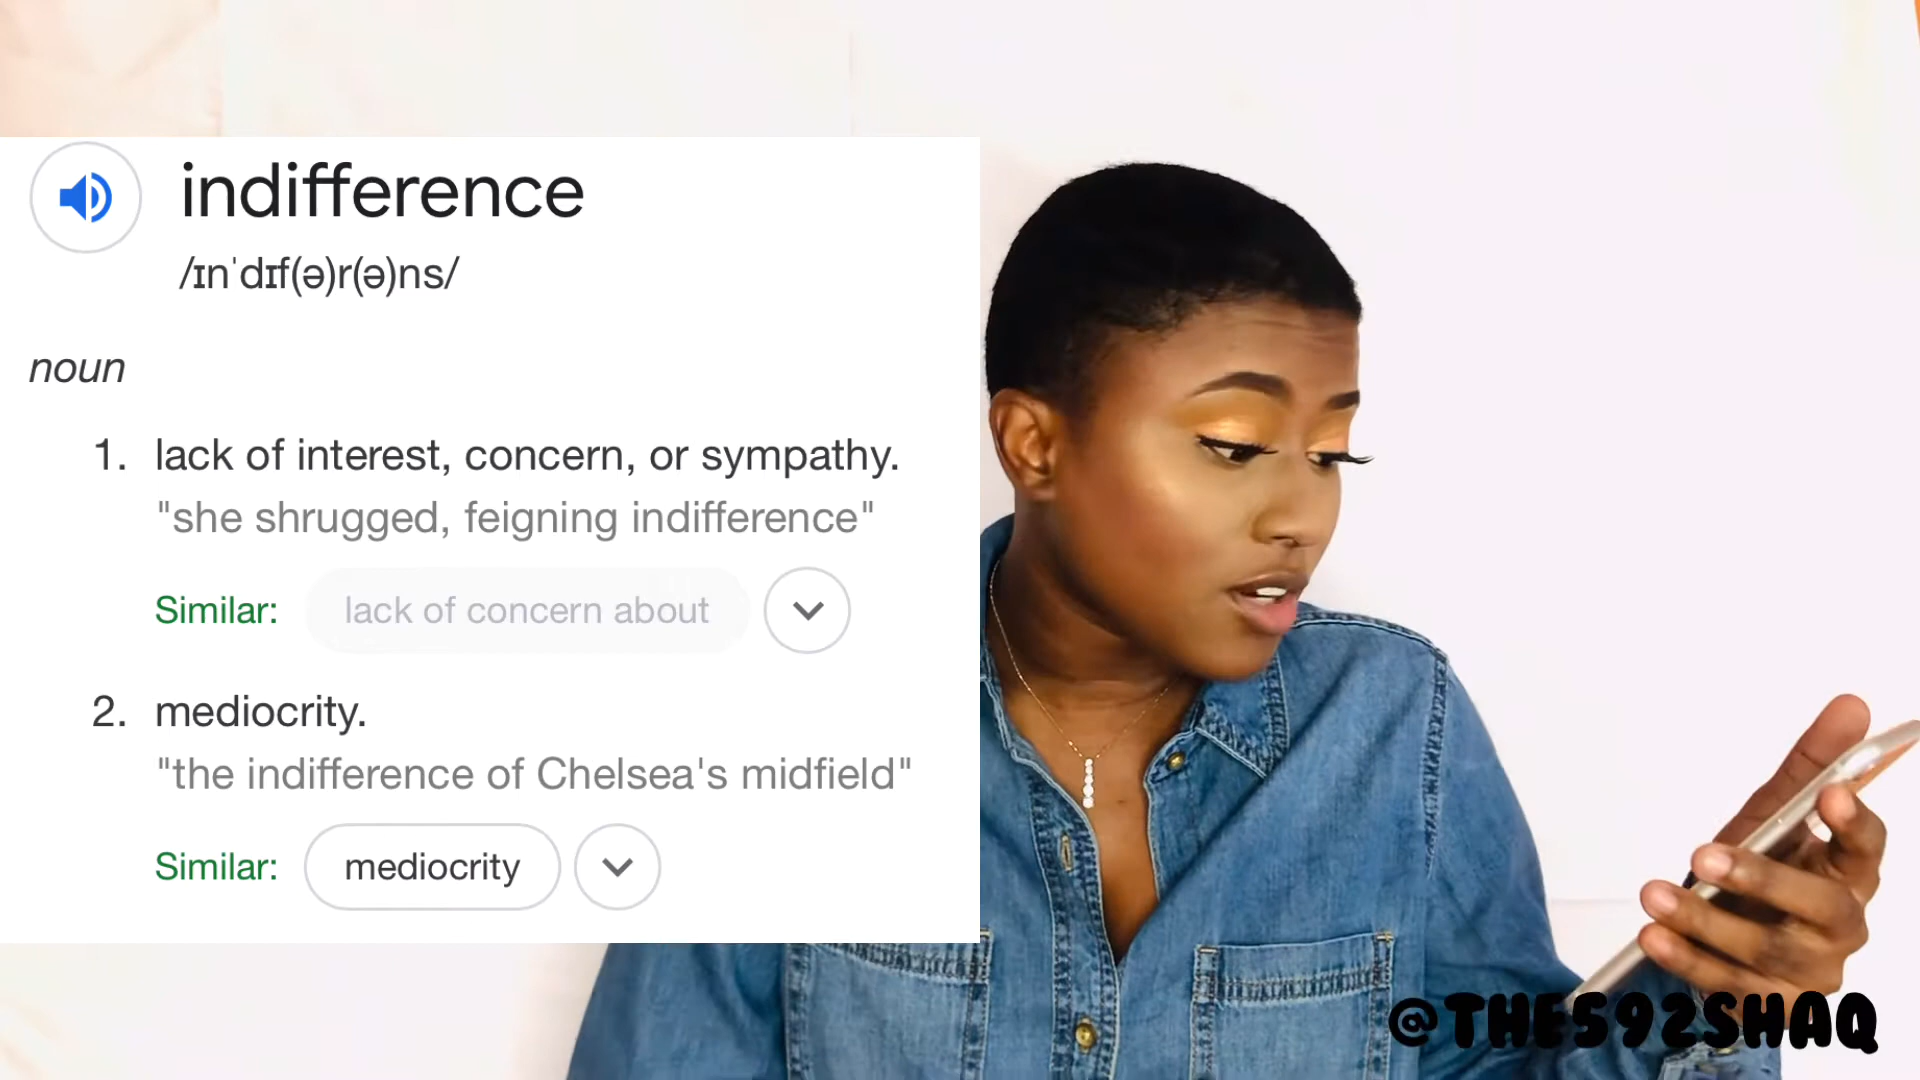 indifference
/ɪnˈdɪf(ə)r(ə)ns/
noun
1. lack of interest, concern, or sympathy.
"she shrugged, feigning indifference"
Similar: lack of concern about
2. mediocrity.
"the indifference of Chelsea's midfield"
Similar: mediocrity
@THE592SHAQ